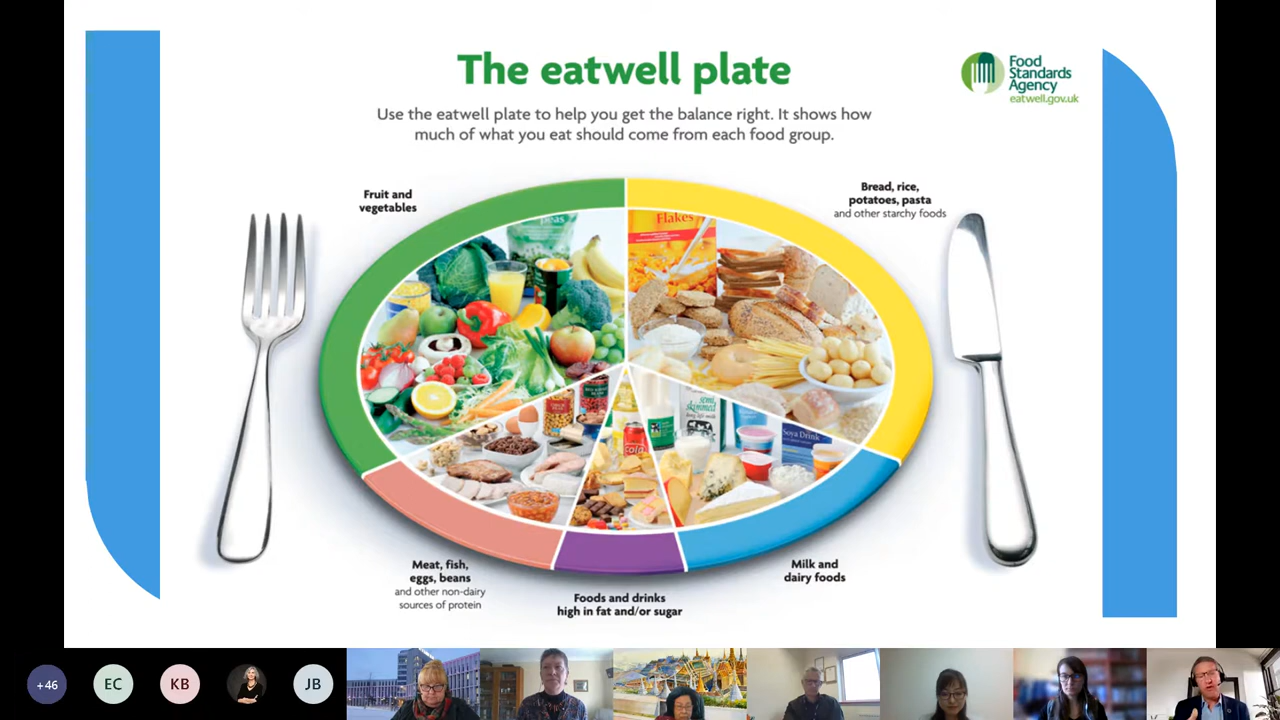 The eatwell plate
Food
Standards
Agency
eatwell.gov.uk
Use the eatwell plate to help you get the balance right. It shows how
much of what you eat should come from each food group.
Fruit and
vegetables
Bread, rice,
potatoes, pasta
and other starchy foods
peas
Flakes
semi
skimmed
long life milk
Soya Drink
cola
Meat, fish,
eggs, beans
and other non-dairy
sources of protein
Foods and drinks
high in fat and/or sugar
Milk and
dairy foods
+46
EC
KB
JB